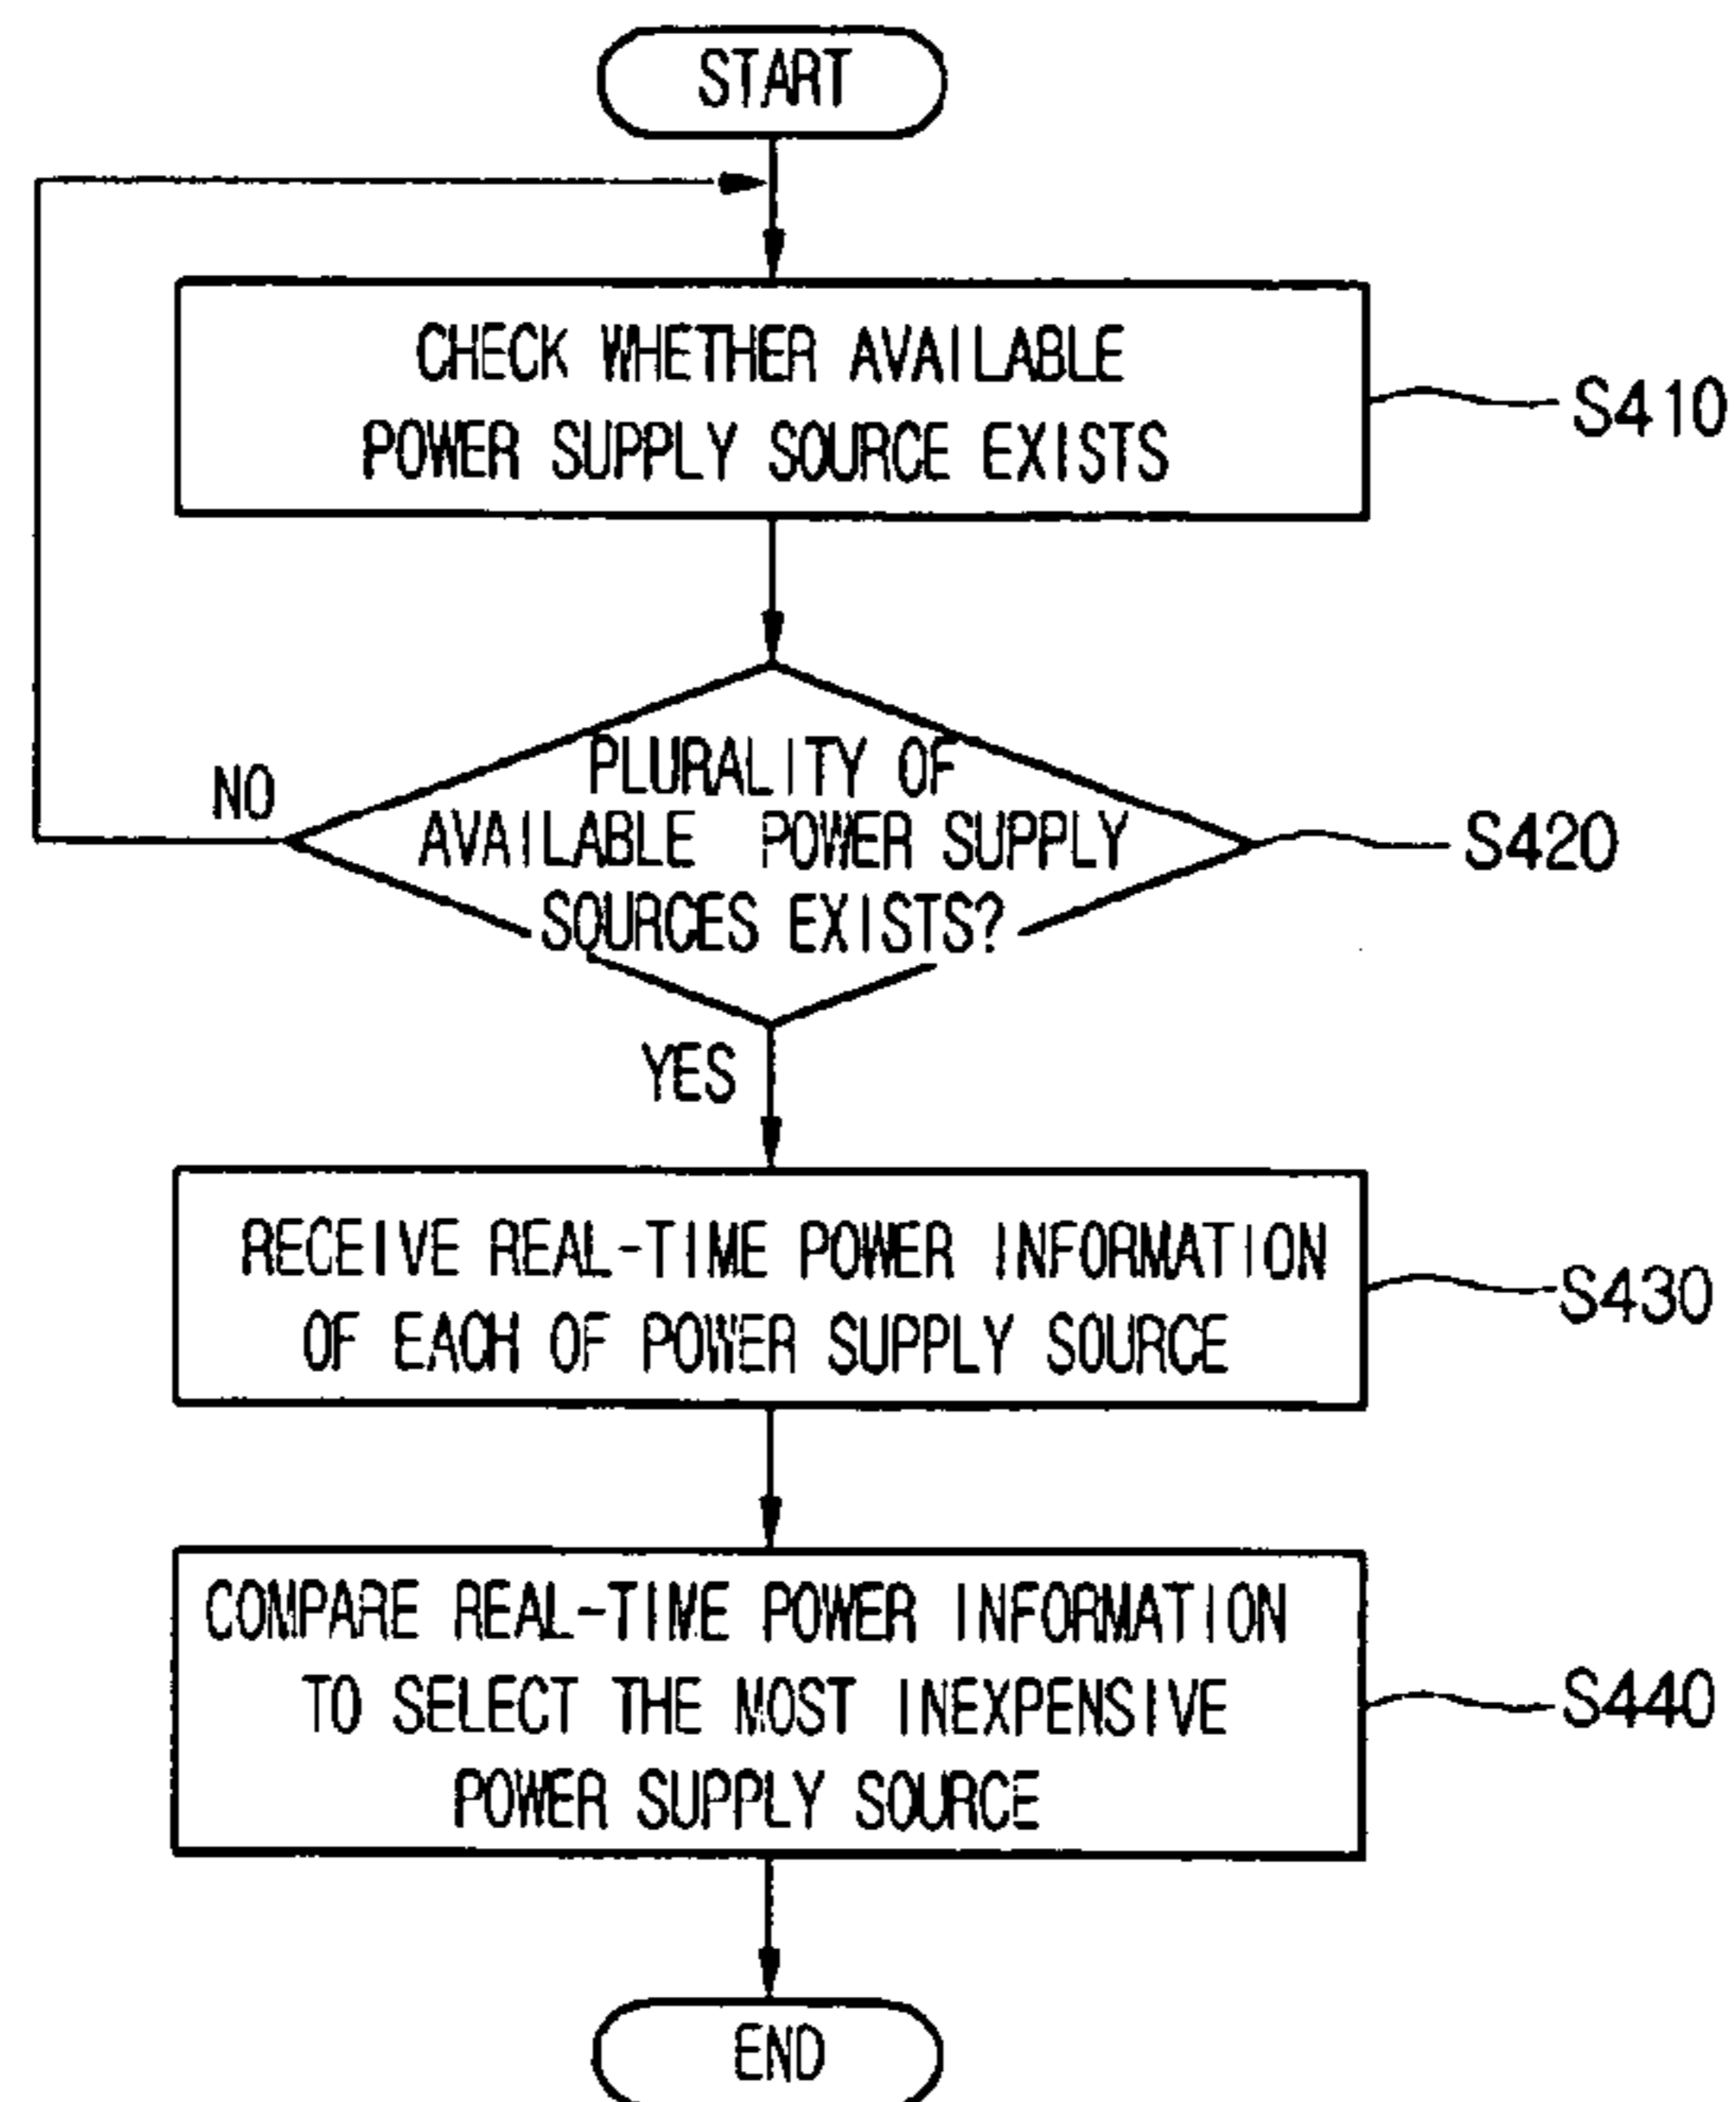 START
CHECK WHETHER AVAILABLE
POWER SUPPLY SOURCE EXISTS
S410
PLURALITY OF
AVAILABLE POWER SUPPLY
SOURCES EXISTS?
NO
S420
YES
RECEIVE REAL-TIME POWER INFORMATION
OF EACH OF POWER SUPPLY SOURCE
S430
COMPARE REAL-TIME POWER INFORMATION
TO SELECT THE MOST INEXPENSIVE
POWER SUPPLY SOURCE
S440
END